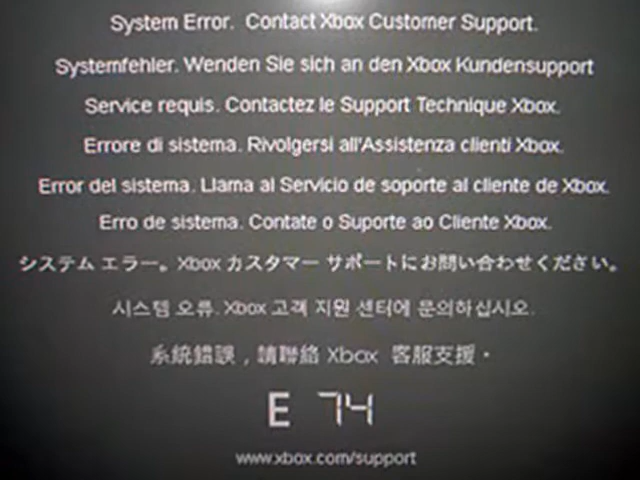 System Error. Contact Xbox Customer Support.
Systemfehler. Wenden Sie sich an den Xbox Kundensupport
Service requis. Contactez le Support Technique Xbox.
Errore di sistema. Rivolgersi all'Assistenza clienti Xbox.
Error del sistema. Llama al Servicio de soporte al cliente de Xbox.
Erro de sistema. Contate o Suporte ao Cliente Xbox.
システム エラー。Xbox カスタマー サポートにお問い合わせください。
시스템 오류. Xbox 고객 지원 센터에 문의하십시오.
系統錯誤，請聯絡 Xbox 客服支援。
E 74
www.xbox.com/support